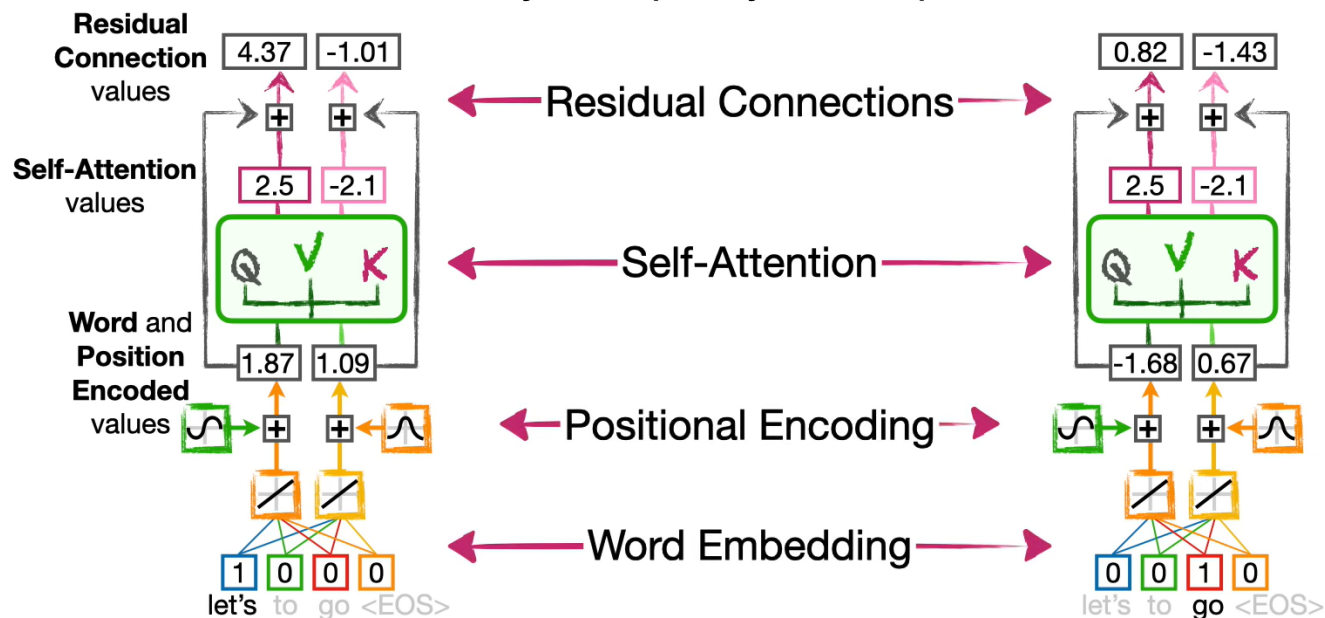 Residual
Connection
values
4.37 -1.01
0.82 -1.43
+ +
Residual Connections
+ +
Self-Attention
values
2.5 -2.1
2.5 -2.1
Q V K
Self-Attention
Q V K
Word and
Position
Encoded
values
1.87 1.09
-1.68 0.67
+ +
Positional Encoding
+ +
Word Embedding
1 0 0 0
let's to go <EOS>
0 0 1 0
let's to go <EOS>